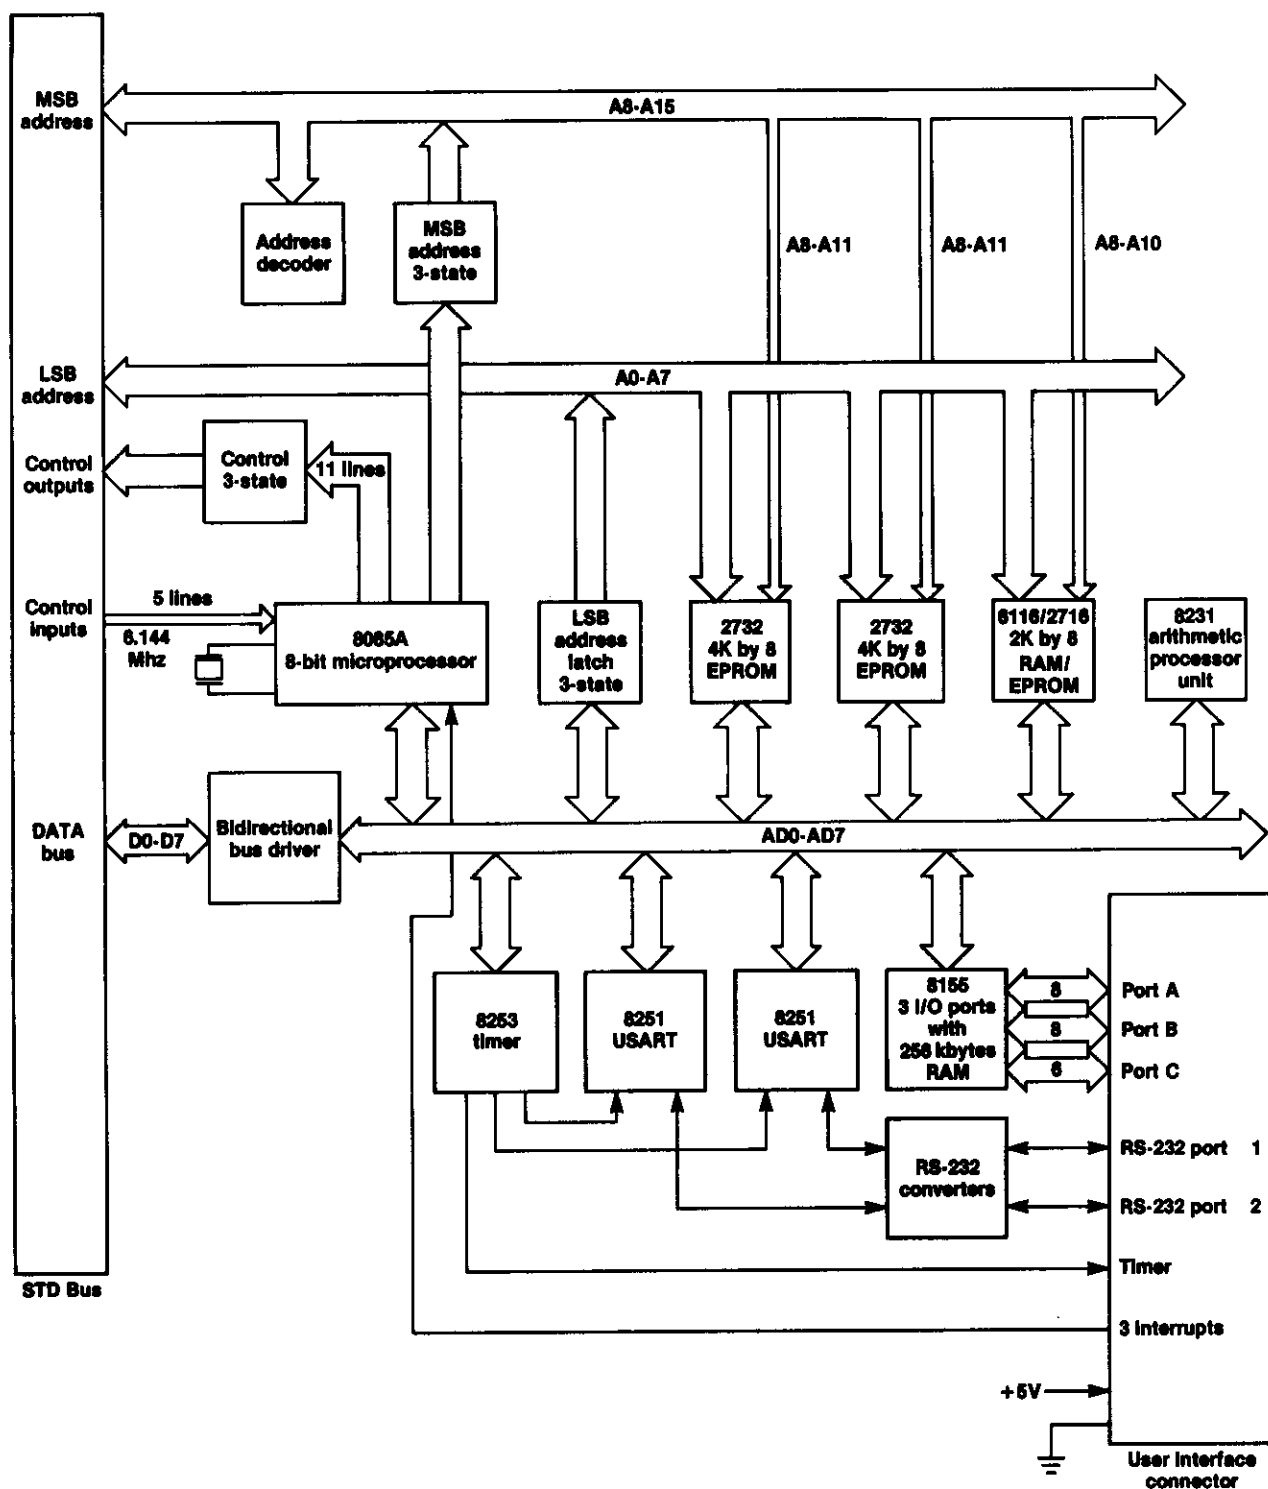 MSB
address
A8-A15
Address
decoder
MSB
address
3-state
A8-A11
A8-A11
A8-A10
LSB
address
A0-A7
Control
outputs
Control
3-state
11 lines
Control
inputs
5 lines
6.144
Mhz
8085A
8-bit microprocessor
LSB
address
latch
3-state
2732
4K by 8
EPROM
2732
4K by 8
EPROM
6116/2716
2K by 8
RAM/
EPROM
8231
arithmetic
processor
unit
DATA
bus
D0-D7
Bidirectional
bus driver
AD0-AD7
8253
timer
8251
USART
8251
USART
8155
3 I/O ports
with
256 kbytes
RAM
8
Port A
8
Port B
6
Port C
RS-232
converters
RS-232 port 1
RS-232 port 2
Timer
3 interrupts
+5V
STD Bus
User interface
connector